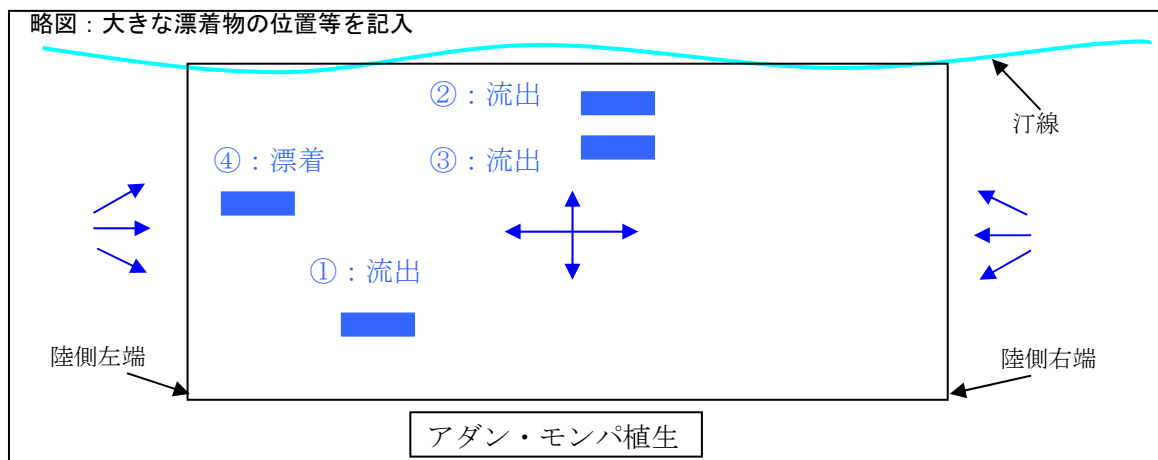 略図：大きな漂着物の位置等を記入
②：流出
汀線
④：漂着
③：流出
①：流出
陸側左端
陸側右端
アダン・モンパ植生